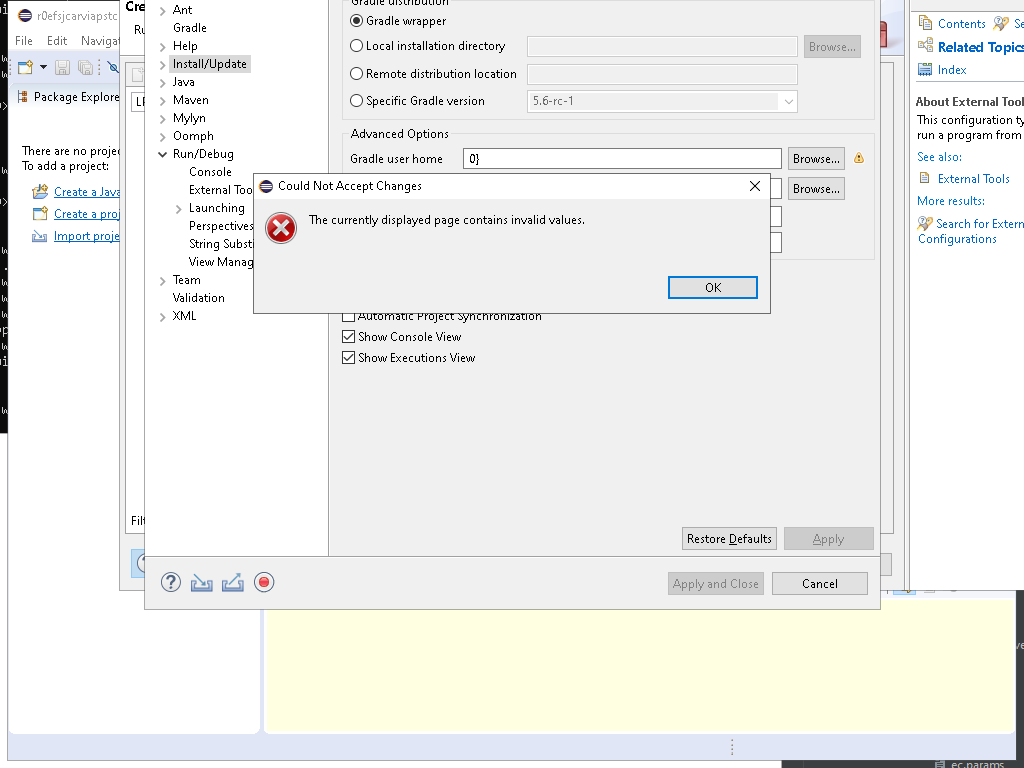 r0efsjcarviapstc
File Edit Navigat
Package Explore
There are no projec
To add a project:
Create a Java
Create a proj
Import proje
Cre
Ant
Gradle
Help
Install/Update
Java
Maven
Mylyn
Oomph
Run/Debug
Console
External Too
Launching
Perspectives
String Substi
View Manag
Team
Validation
XML
Gradle distribution
Gradle wrapper
Local installation directory
Browse...
Remote distribution location
Specific Gradle version
5.6-rc-1
Advanced Options
Gradle user home
0}
Browse...
Browse...
Could Not Accept Changes
The currently displayed page contains invalid values.
OK
Automatic Project Synchronization
Show Console View
Show Executions View
Restore Defaults
Apply
Apply and Close
Cancel
Filt
Contents
Se
Related Topics
Index
About External Tool
This configuration ty
run a program from
See also:
External Tools
More results:
Search for Extern
Configurations
ec.params